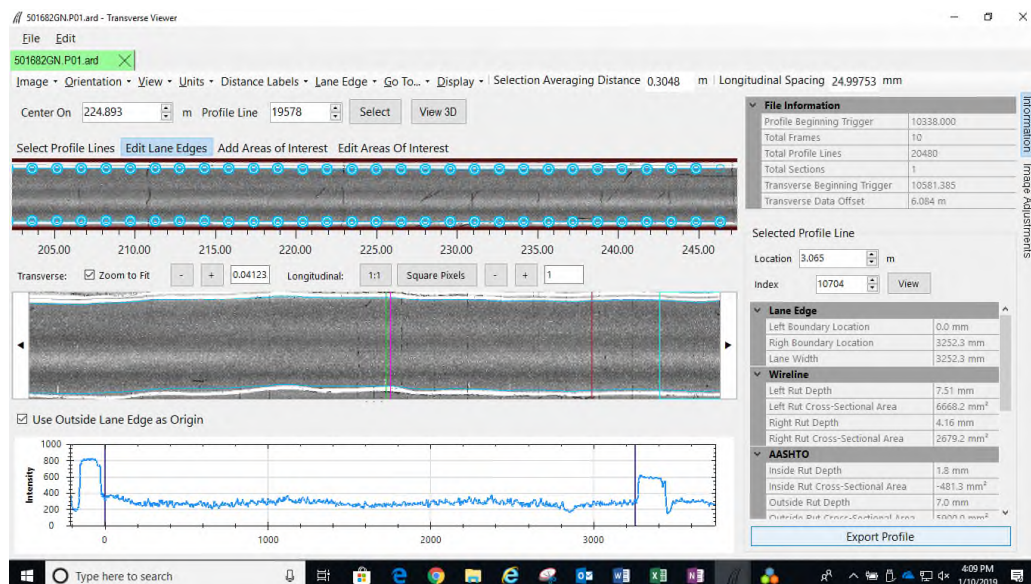 501682GN.P01.ard - Transverse Viewer
File Edit
501682GN.P01.ard
Image Orientation View Units Distance Labels Lane Edge Go To... Display Selection Averaging Distance 0.3048 m Longitudinal Spacing 24.99753 mm
Center On 224.893 m Profile Line 19578 Select View 3D
Select Profile Lines Edit Lane Edges Add Areas of Interest Edit Areas Of Interest
205.00 210.00 215.00 220.00 225.00 230.00 235.00 240.00 245.00
Transverse: Zoom to Fit - + 0.04123 Longitudinal: 1:1 Square Pixels - + 1
Use Outside Lane Edge as Origin
1000
800
600
400
200
0
Intensity
0 1000 2000 3000
File Information
Profile Beginning Trigger 10338.000
Total Frames 10
Total Profile Lines 20480
Total Sections 1
Transverse Beginning Trigger 10581.385
Transverse Data Offset 6.084 m
Selected Profile Line
Location 3.065 m
Index 10704 View
Lane Edge
Left Boundary Location 0.0 mm
Righ Boundary Location 3252.3 mm
Lane Width 3252.3 mm
Wireline
Left Rut Depth 7.51 mm
Left Rut Cross-Sectional Area 6668.2 mm²
Right Rut Depth 4.16 mm
Right Rut Cross-Sectional Area 2679.2 mm²
AASHTO
Inside Rut Depth 1.8 mm
Inside Rut Cross-Sectional Area -481.3 mm²
Outside Rut Depth 7.0 mm
Outside Rut Cross-Sectional Area 5900.0 mm²
Export Profile
Information
Image Adjustments
Type here to search
4:09 PM
1/10/2019